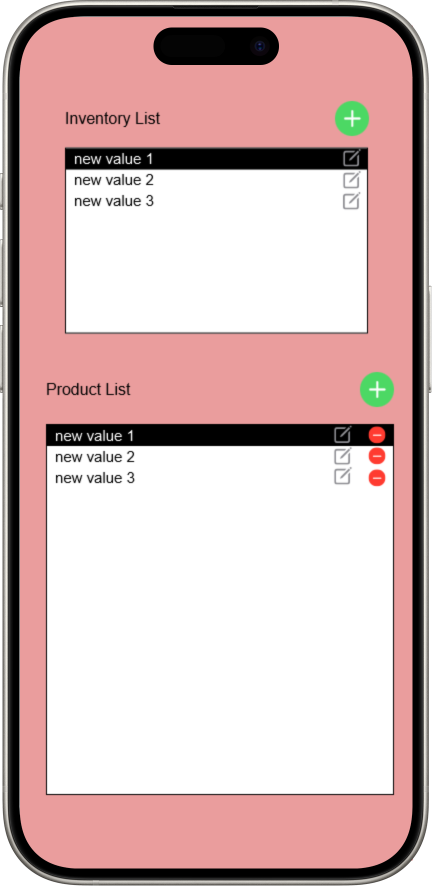 Inventory List
new value 1
new value 2
new value 3
Product List
new value 1
new value 2
new value 3